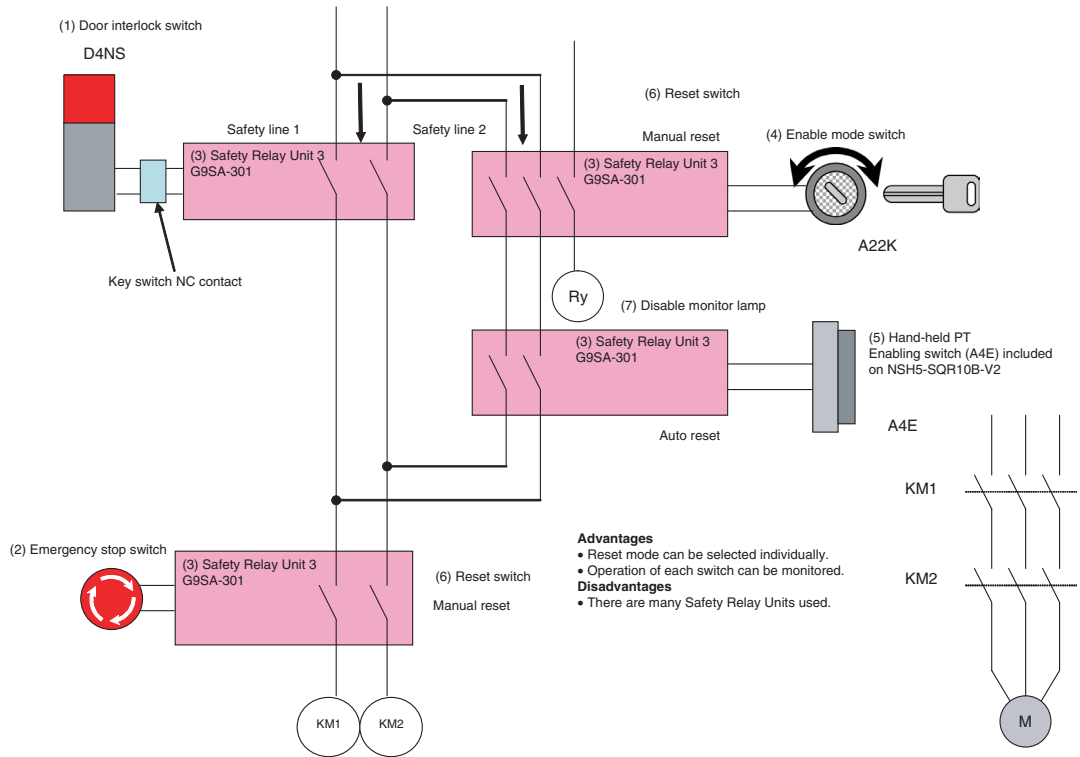 (1) Door interlock switch
D4NS
Key switch NC contact
Safety line 1
(3) Safety Relay Unit 3
G9SA-301
Safety line 2
(6) Reset switch
Manual reset
(3) Safety Relay Unit 3
G9SA-301
(4) Enable mode switch
A22K
Ry
(7) Disable monitor lamp
(3) Safety Relay Unit 3
G9SA-301
Auto reset
(5) Hand-held PT
Enabling switch (A4E) included
on NSH5-SQR10B-V2
A4E
(2) Emergency stop switch
(3) Safety Relay Unit 3
G9SA-301
(6) Reset switch
Manual reset
KM1
KM2
Advantages
• Reset mode can be selected individually.
• Operation of each switch can be monitored.
Disadvantages
• There are many Safety Relay Units used.
KM1
KM2
M